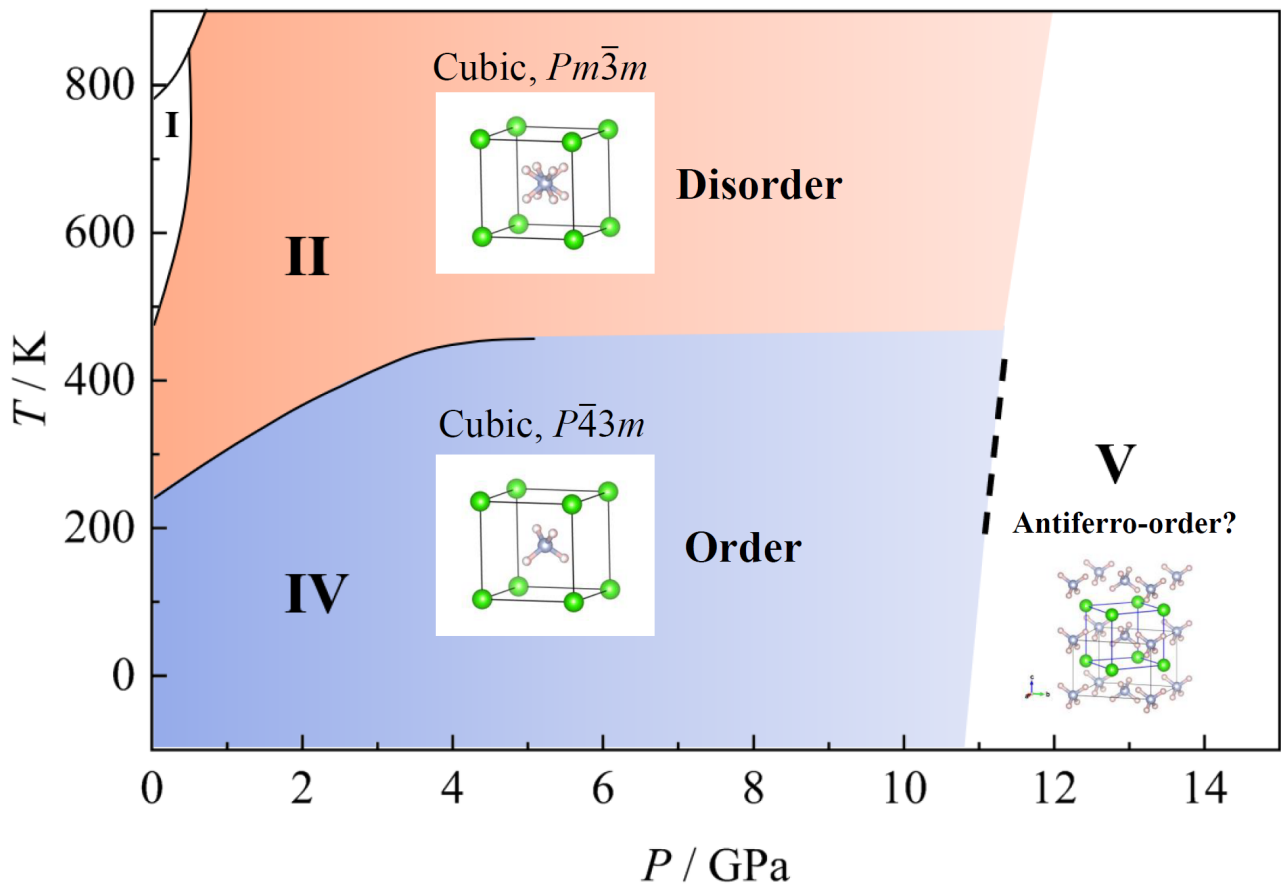 Cubic, Pm3̅m
800
I
Disorder
600
II
T / K
400
Cubic, P4̅3m
V
Antiferro-order?
200
Order
IV
0
c
b
0 2 4 6 8 10 12 14
P / GPa